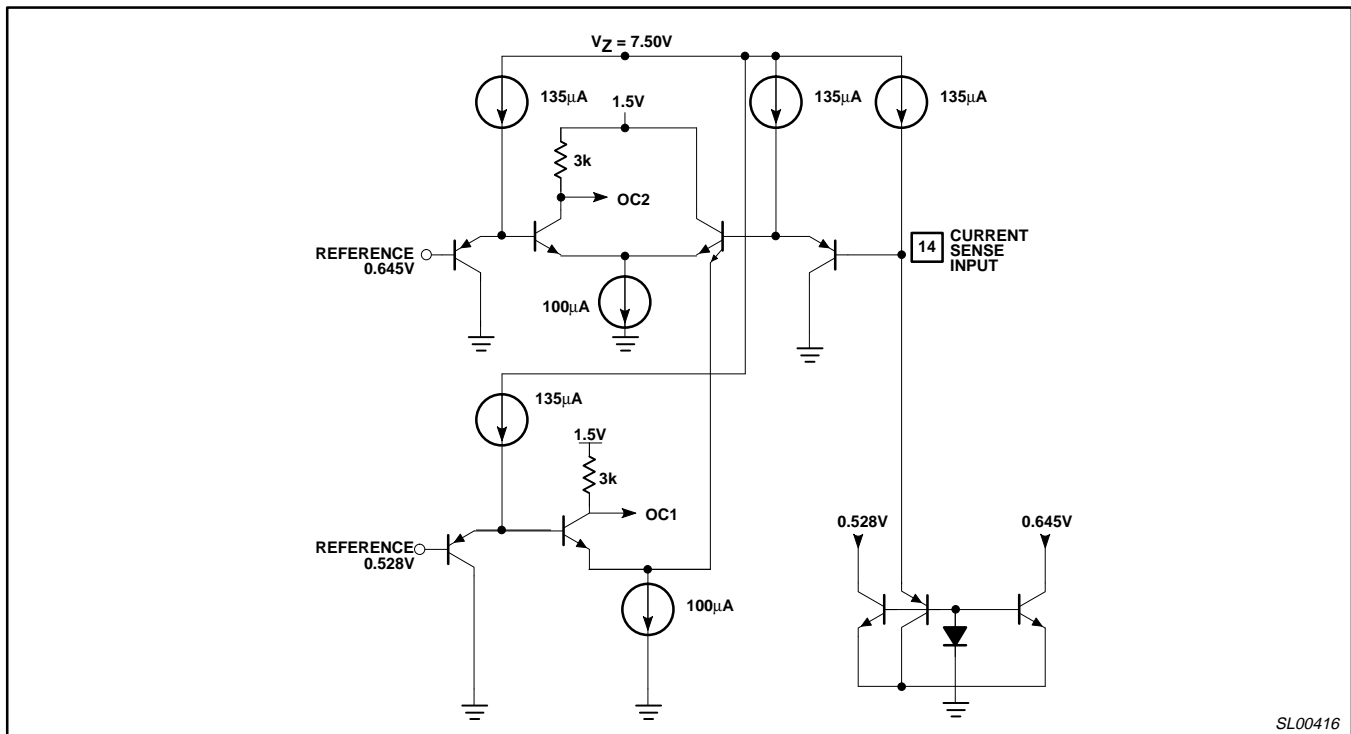 VZ = 7.50V
135µA
135µA
135µA
1.5V
3k
OC2
REFERENCE
0.645V
14
CURRENT
SENSE
INPUT
100µA
135µA
1.5V
3k
OC1
REFERENCE
0.528V
100µA
0.528V
0.645V
SL00416